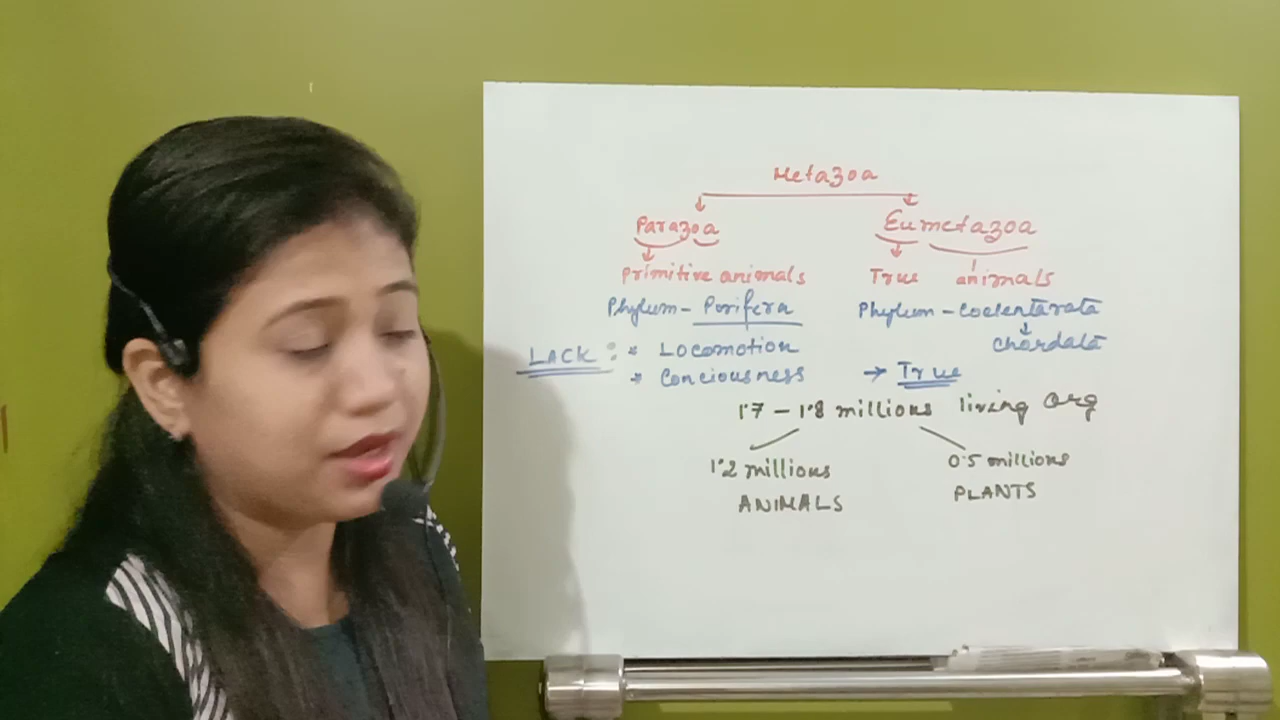 Metazoa
Parazoa Eumetazoa
Primitive animals True animals
Phylum - Porifera Phylum - Coelentarata
Chordata
LACK : * Locomotion
* Conciousness → True
1.7 - 1.8 millions living org
1.2 millions 0.5 millions
ANIMALS PLANTS